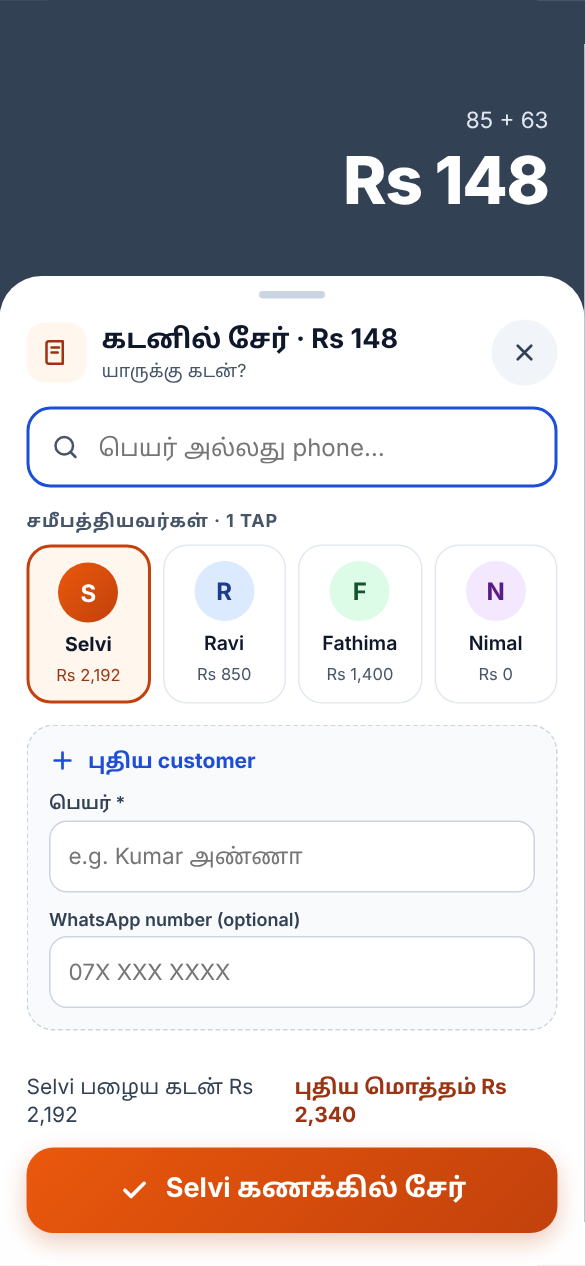 85 + 63
Rs 148
கடனில் சேர் · Rs 148
யாருக்கு கடன்?
பெயர் அல்லது phone...
சமீபத்தியவர்கள் · 1 TAP
S
Selvi
Rs 2,192
R
Ravi
Rs 850
F
Fathima
Rs 1,400
N
Nimal
Rs 0
+ புதிய customer
பெயர் *
e.g. Kumar அண்ணா
WhatsApp number (optional)
07X XXX XXXX
Selvi பழைய கடன் Rs
2,192
புதிய மொத்தம் Rs
2,340
Selvi கணக்கில் சேர்